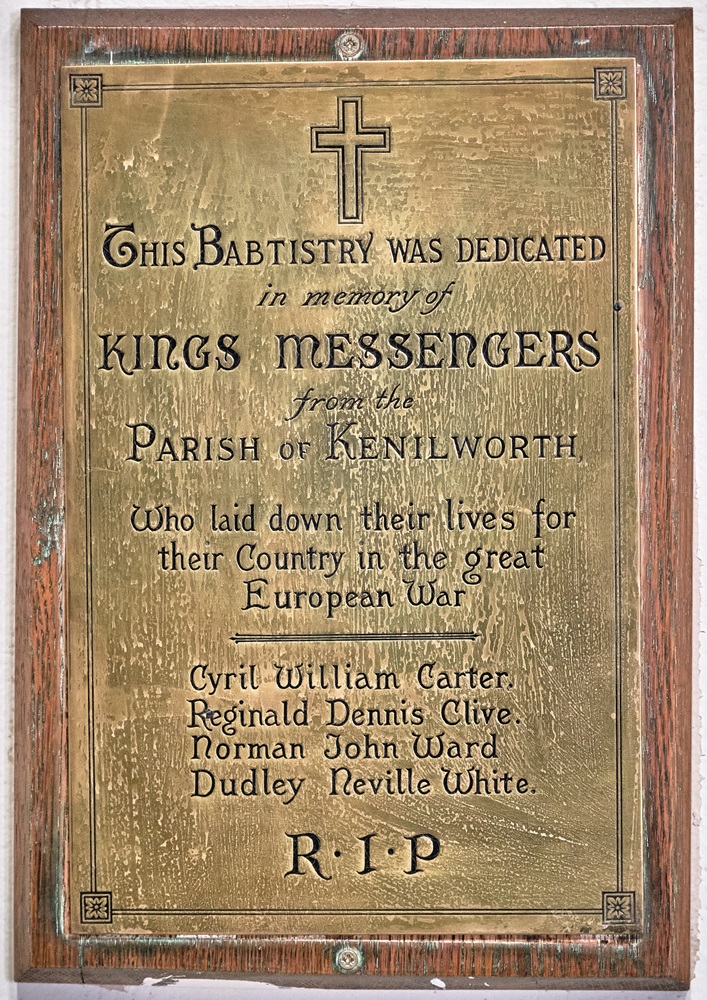 This Babtistry was dedicated
in memory of
KINGS MESSENGERS
from the
Parish of Kenilworth
Who laid down their lives for
their Country in the great
European War
Cyril William Carter.
Reginald Dennis Clive.
Norman John Ward
Dudley Neville White.
R·I·P